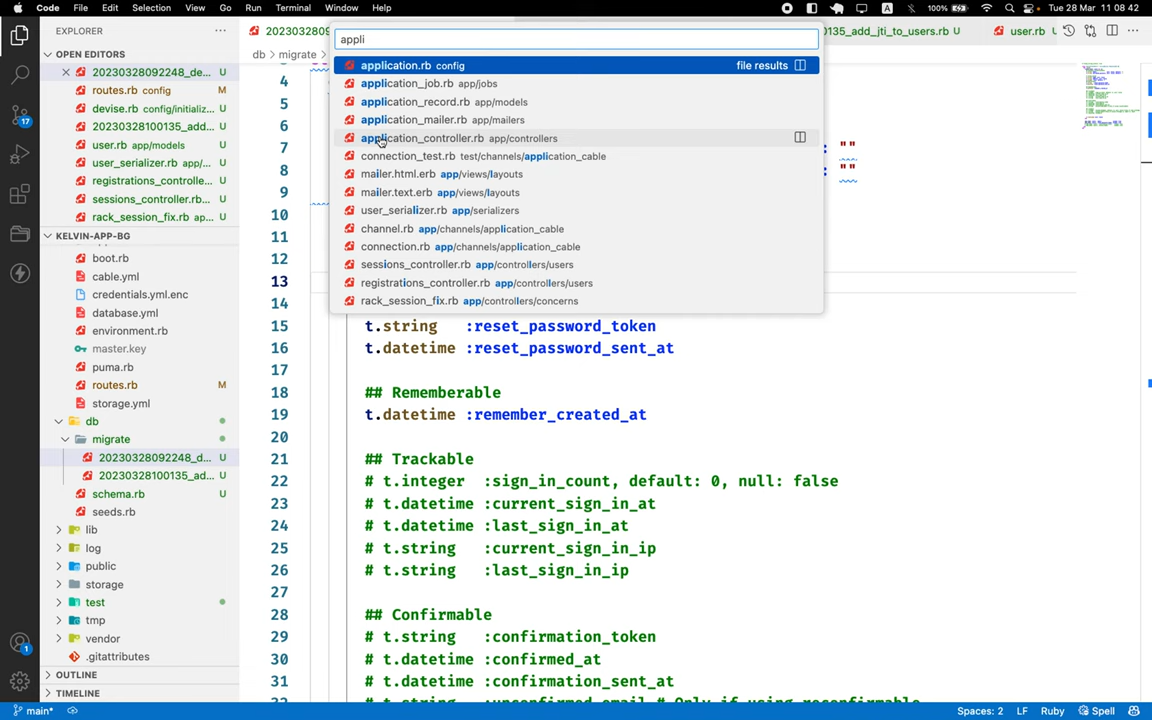 Code File Edit Selection View Go Run Terminal Window Help
A 100% Tue 28 Mar 11 08 42
EXPLORER
OPEN EDITORS
20230328092248_de... U
routes.rb config M
devise.rb config/initializ... U
20230328100135_add... U
user.rb app/models U
user_serializer.rb app/... U
registrations_controlle... U
sessions_controller.rb... U
rack_session_fix.rb ap... U
KELVIN-APP-BG
boot.rb
cable.yml
credentials.yml.enc
database.yml
environment.rb
master.key
puma.rb
routes.rb M
storage.yml
db
migrate
20230328092248_d... U
20230328100135_ad... U
schema.rb U
seeds.rb
lib
log
public
storage
test
tmp
vendor
.gitattributes
OUTLINE
TIMELINE
135_add_jti_to_users.rb U
user.rb
db > migrate >
appli
application.rb config file results
application_job.rb app/jobs
application_record.rb app/models
application_mailer.rb app/mailers
application_controller.rb app/controllers
connection_test.rb test/channels/application_cable
mailer.html.erb app/views/layouts
mailer.text.erb app/views/layouts
user_serializer.rb app/serializers
channel.rb app/channels/application_cable
connection.rb app/channels/application_cable
sessions_controller.rb app/controllers/users
registrations_controller.rb app/controllers/users
rack_session_fix.rb app/controllers/concerns
4
5
6
7 : ""
8 : ""
9
10
11
12
13
14
15 t.string :reset_password_token
16 t.datetime :reset_password_sent_at
17
18 ## Rememberable
19 t.datetime :remember_created_at
20
21 ## Trackable
22 # t.integer :sign_in_count, default: 0, null: false
23 # t.datetime :current_sign_in_at
24 # t.datetime :last_sign_in_at
25 # t.string :current_sign_in_ip
26 # t.string :last_sign_in_ip
27
28 ## Confirmable
29 # t.string :confirmation_token
30 # t.datetime :confirmed_at
31 # t.datetime :confirmation_sent_at
main* Spaces: 2 LF Ruby Spell